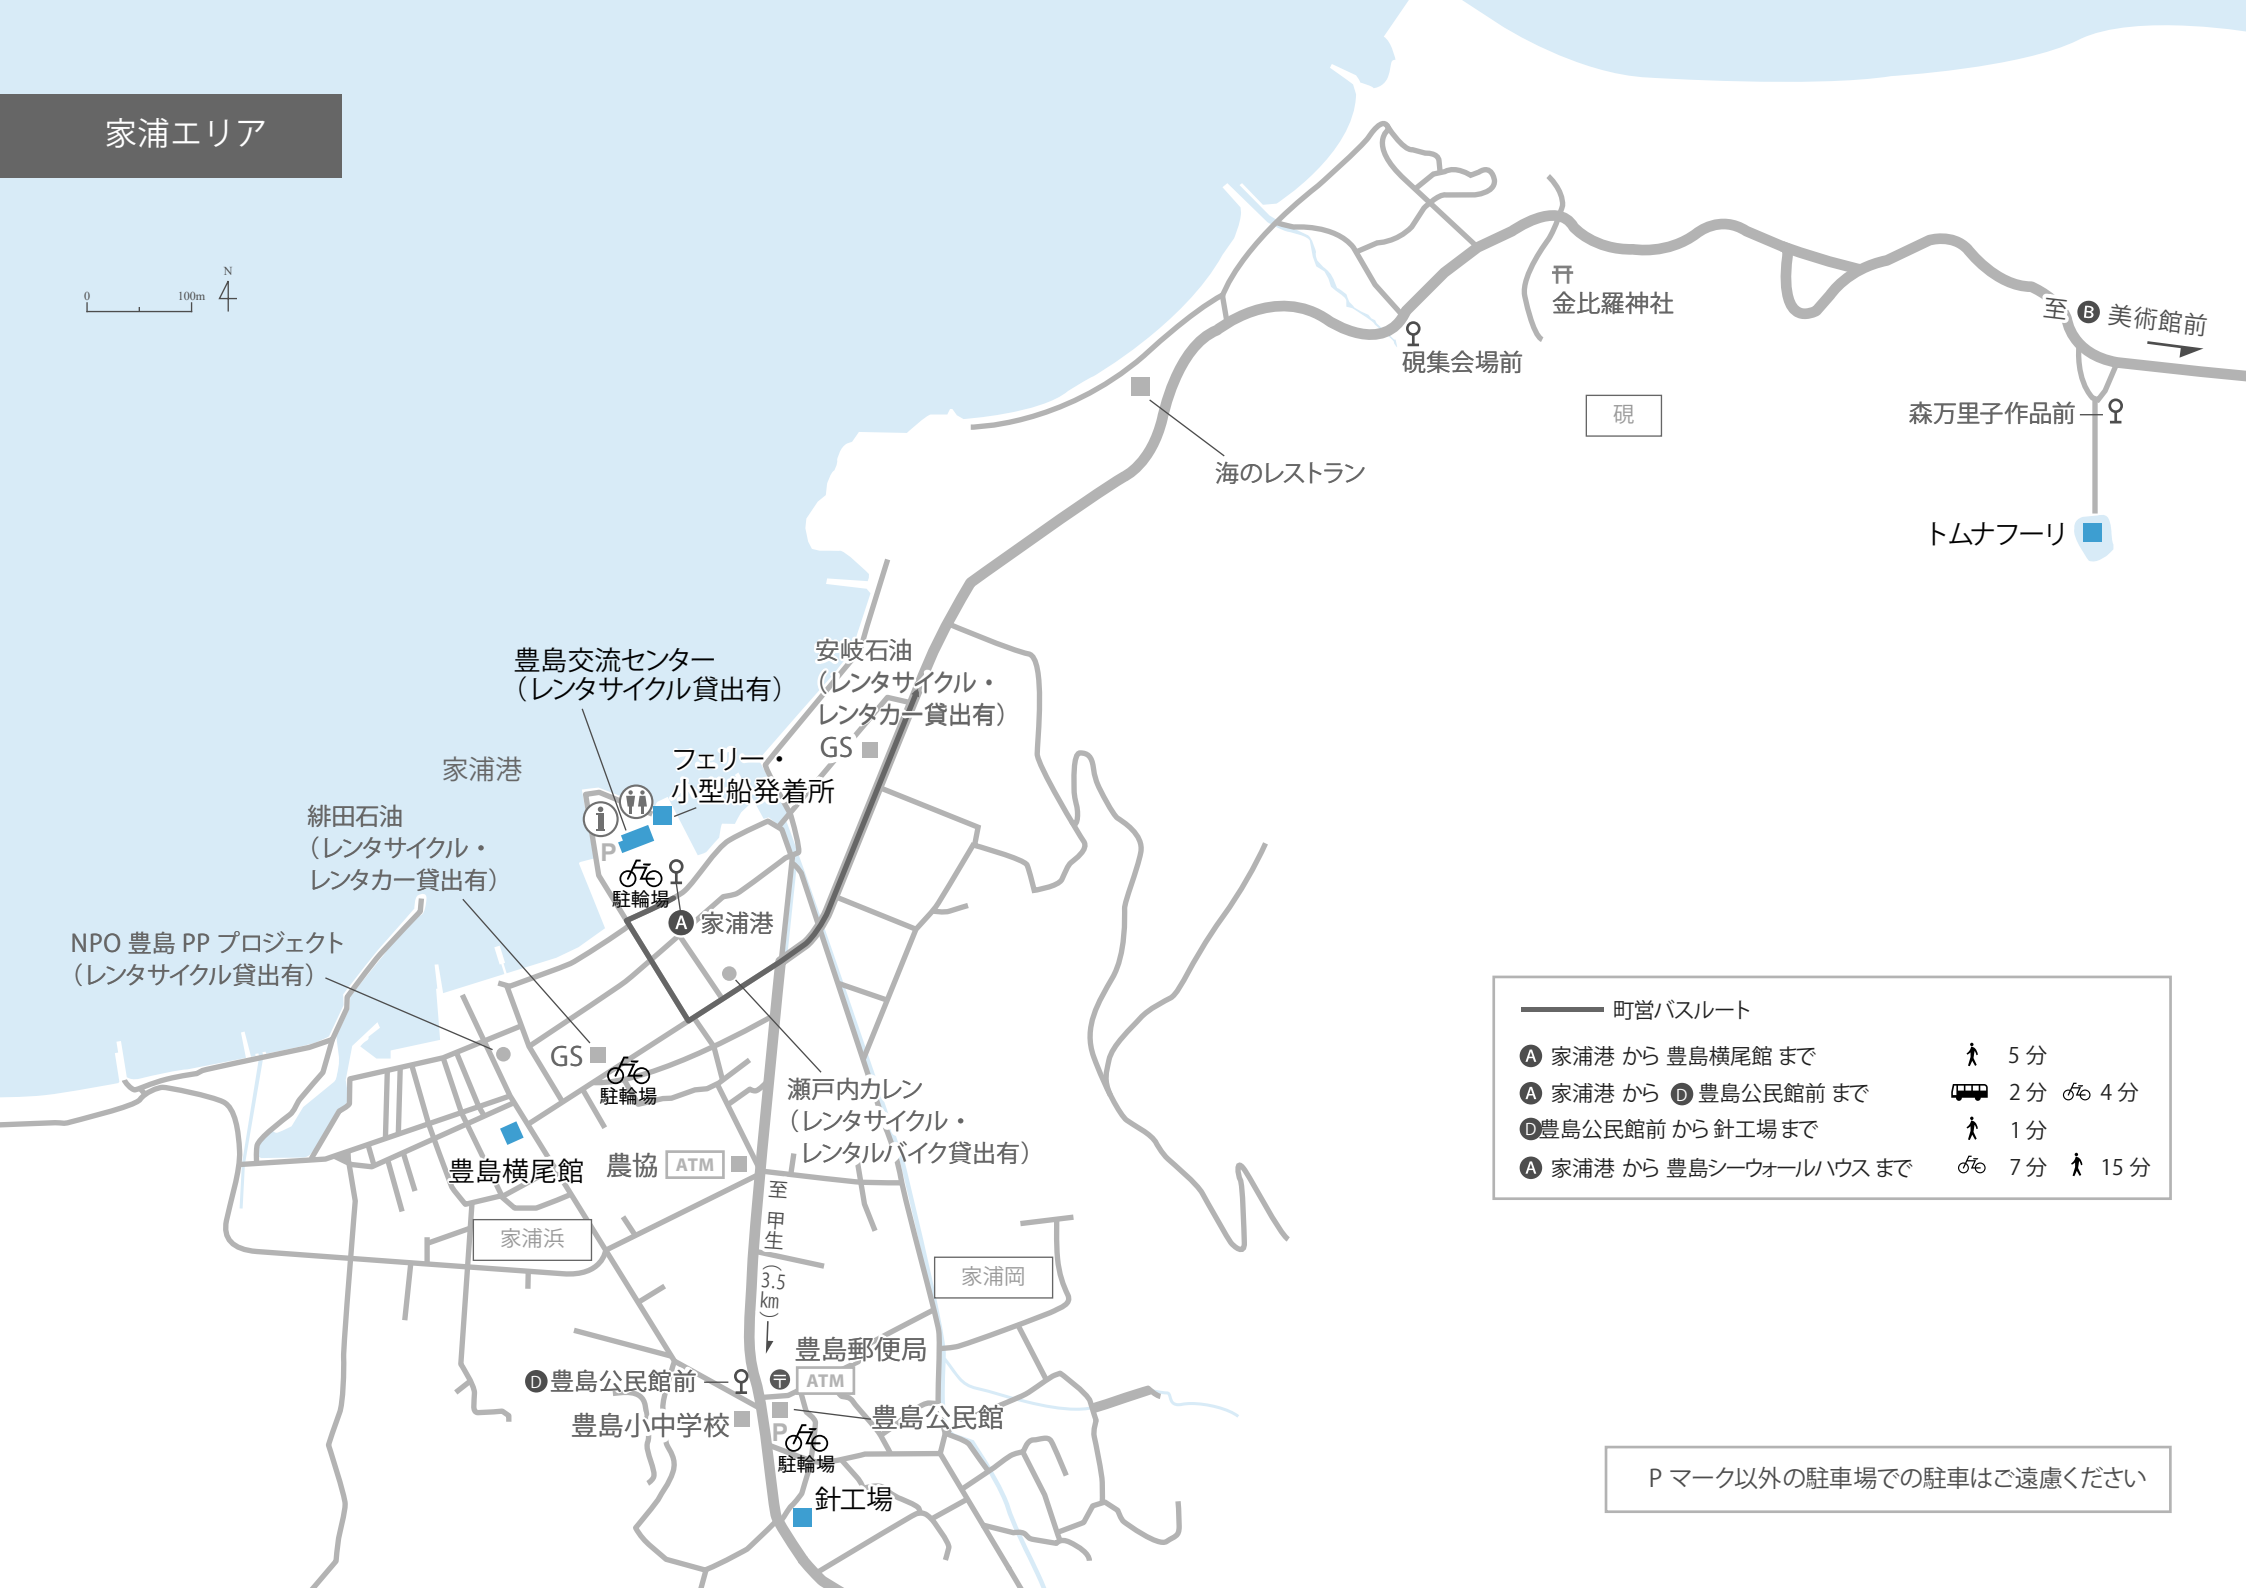 家浦エリア
N
0 100m
金比羅神社
至 B 美術館前
硯集会場前
硯
森万里子作品前
海のレストラン
トムナフーリ
豊島交流センター
（レンタサイクル貸出有）
安岐石油
（レンタサイクル・
レンタカー貸出有）
GS
家浦港
フェリー・
小型船発着所
緋田石油
（レンタサイクル・
レンタカー貸出有）
i
P
駐輪場
A 家浦港
NPO 豊島 PP プロジェクト
（レンタサイクル貸出有）
GS
駐輪場
瀬戸内カレン
（レンタサイクル・
レンタルバイク貸出有）
豊島横尾館
農協 ATM
至
甲
生
（3.5
km）
家浦浜
家浦岡
豊島郵便局
〒 ATM
D 豊島公民館前
豊島小中学校
豊島公民館
P
駐輪場
針工場
町営バスルート
A 家浦港 から 豊島横尾館 まで 5 分
A 家浦港 から D 豊島公民館前 まで 2 分 4 分
D 豊島公民館前 から 針工場 まで 1 分
A 家浦港 から 豊島シーウォールハウス まで 7 分 15 分
P マーク以外の駐車場での駐車はご遠慮ください